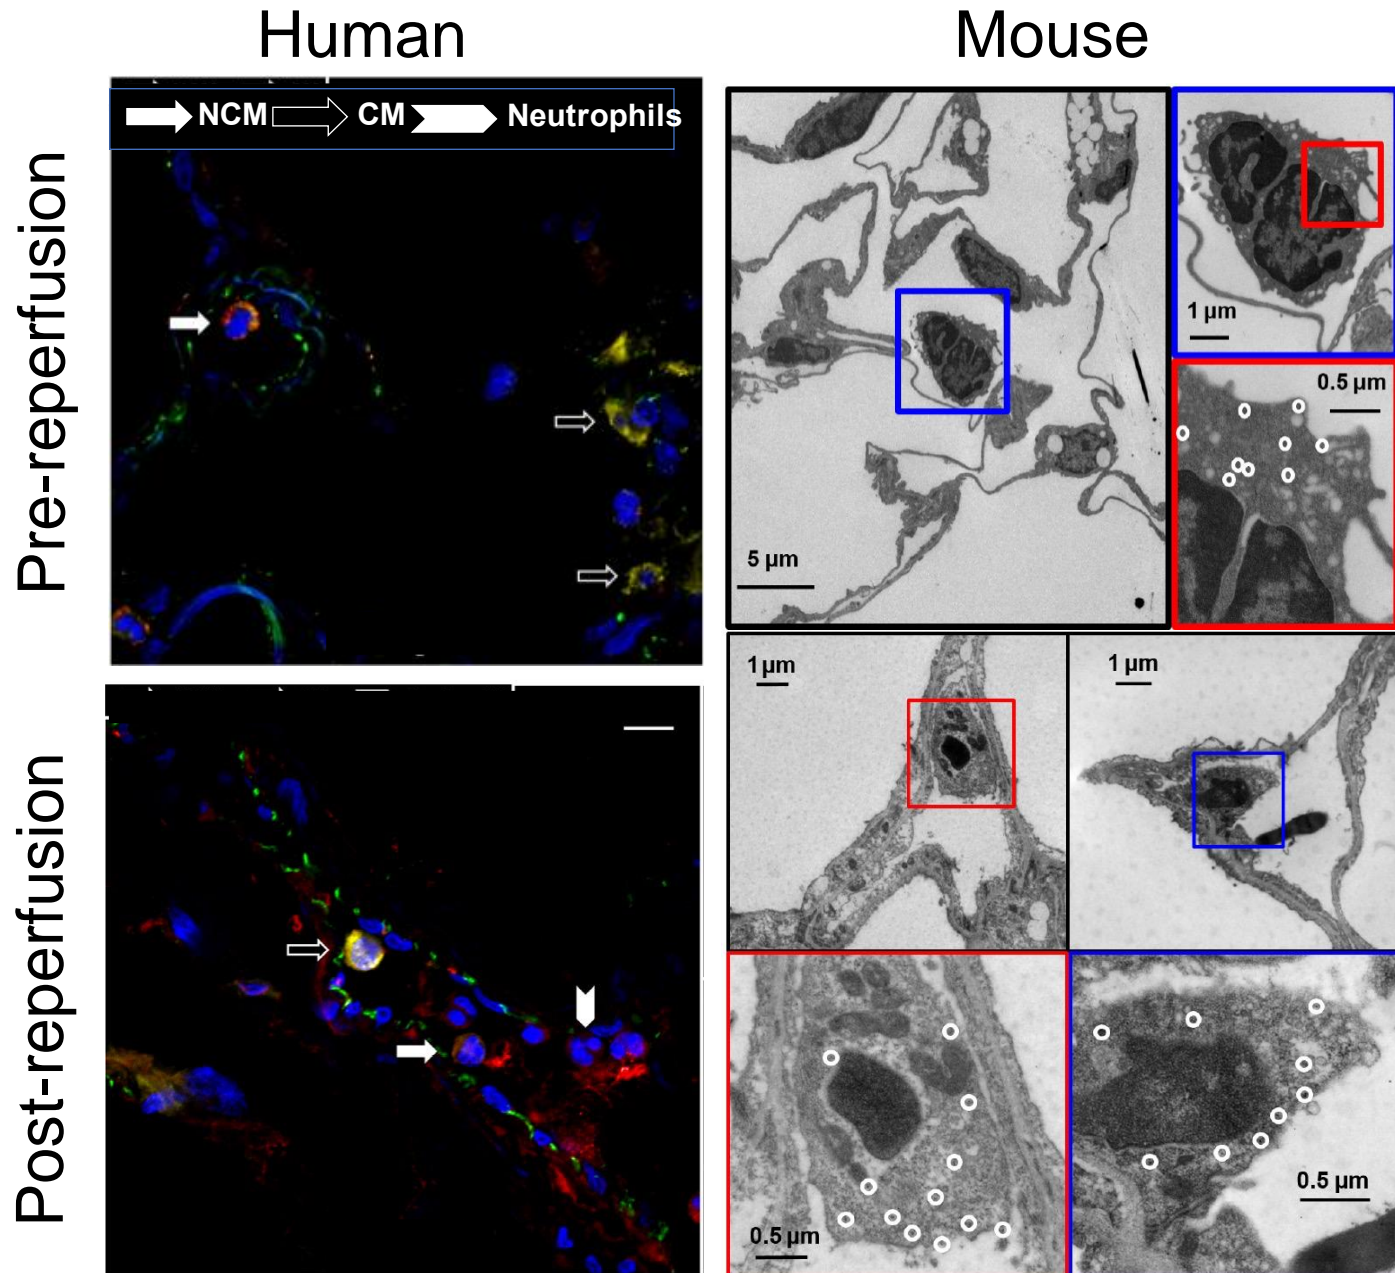 Human
Mouse
Pre-reperfusion
NCM CM Neutrophils
5 µm
1 µm
0.5 µm
Post-reperfusion
1 µm
1 µm
0.5 µm
0.5 µm